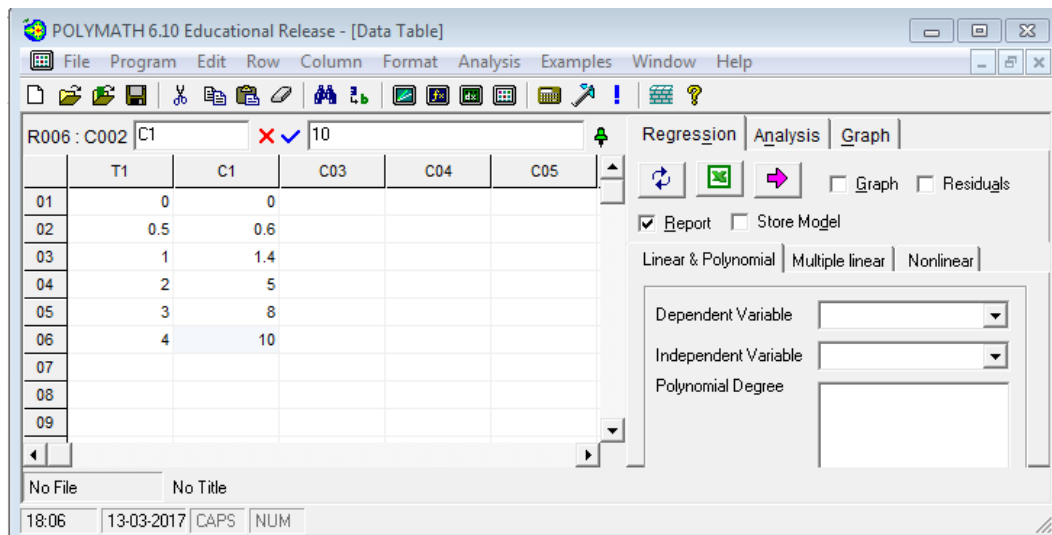 POLYMATH 6.10 Educational Release - [Data Table]
File Program Edit Row Column Format Analysis Examples Window Help
R006 : C002 C1 10
T1 C1 C03 C04 C05
01 0 0
02 0.5 0.6
03 1 1.4
04 2 5
05 3 8
06 4 10
07
08
09
Regression Analysis Graph
Graph Residuals
Report Store Model
Linear & Polynomial Multiple linear Nonlinear
Dependent Variable
Independent Variable
Polynomial Degree
No File No Title
18:06 13-03-2017 CAPS NUM